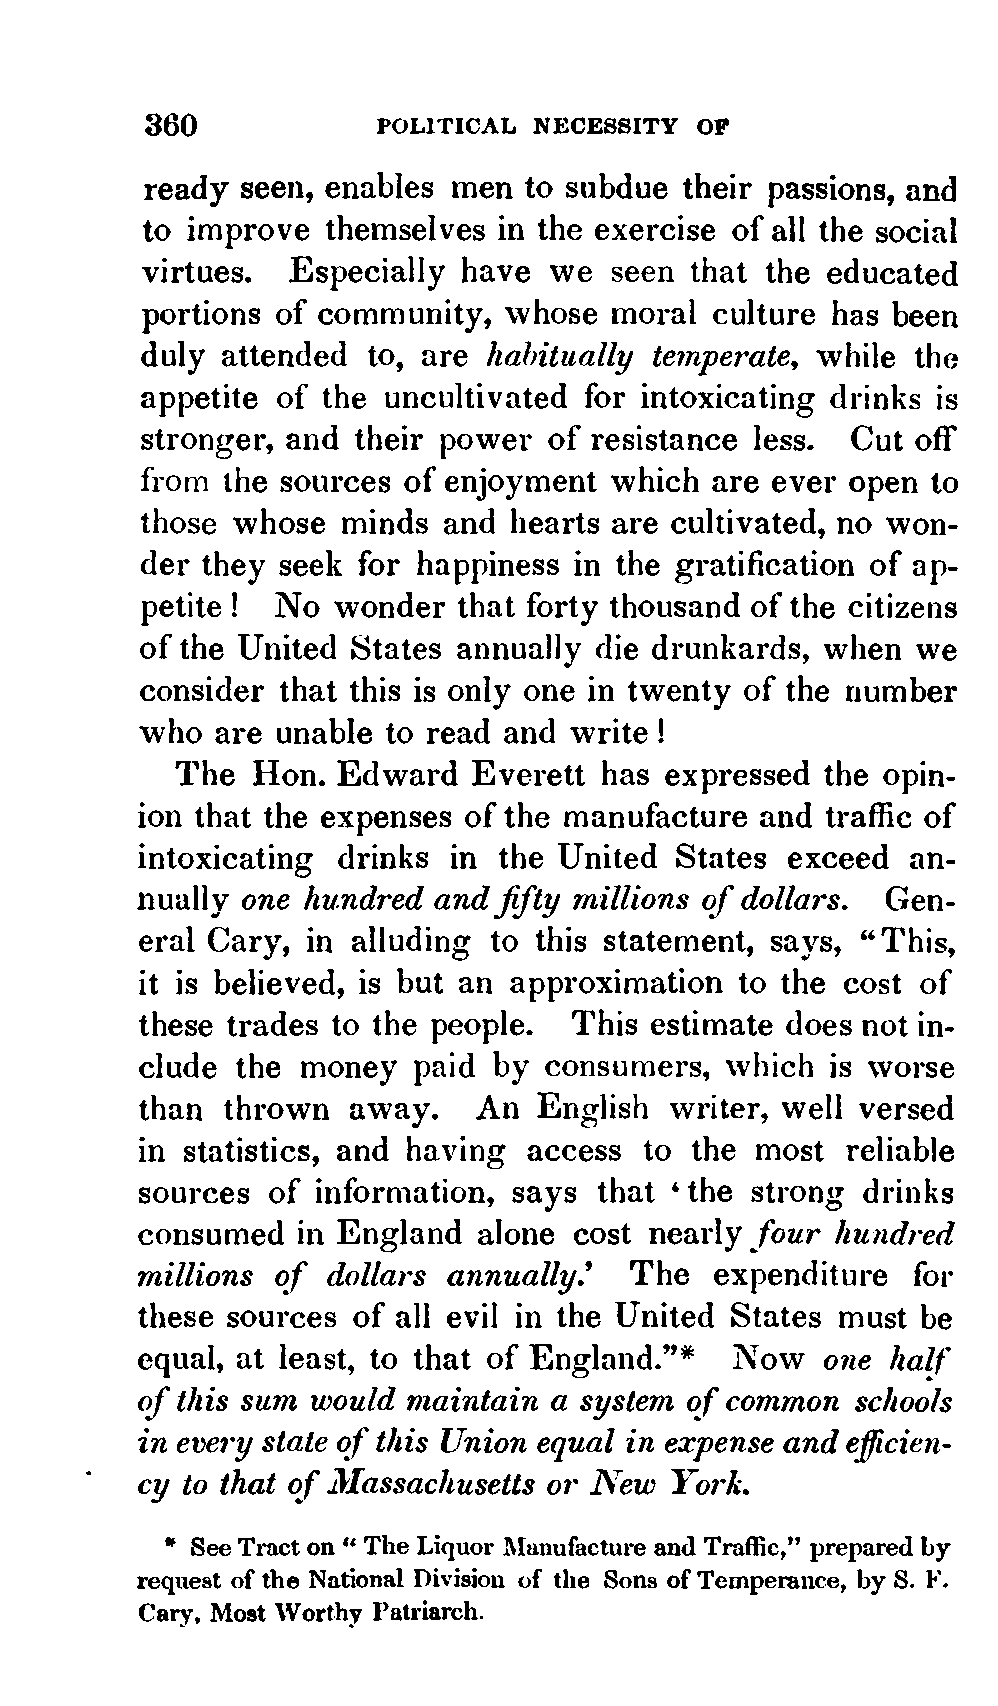 360 POLITICAL NECESSITY OF
ready seen, enables men to subdue their passions, and
to improve themselves in the exercise of all the social
virtues. Especially have we seen that the educated
portions of community, whose moral culture has been
duly attended to, are habitually temperate, while the
appetite of the uncultivated for intoxicating drinks is
stronger, and their power of resistance less. Cut off
from the sources of enjoyment which are ever open to
those whose minds and hearts are cultivated, no won-
der they seek for happiness in the gratification of ap-
petite! No wonder that forty thousand of the citizens
of the United States annually die drunkards, when we
consider that this is only one in twenty of the number
who are unable to read and write!
The Hon. Edward Everett has expressed the opin-
ion that the expenses of the manufacture and traffic of
intoxicating drinks in the United States exceed an-
nually one hundred and fifty millions of dollars. Gen-
eral Cary, in alluding to this statement, says, "This,
it is believed, is but an approximation to the cost of
these trades to the people. This estimate does not in-
clude the money paid by consumers, which is worse
than thrown away. An English writer, well versed
in statistics, and having access to the most reliable
sources of information, says that 'the strong drinks
consumed in England alone cost nearly four hundred
millions of dollars annually.' The expenditure for
these sources of all evil in the United States must be
equal, at least, to that of England."* Now one half
of this sum would maintain a system of common schools
in every state of this Union equal in expense and efficien-
cy to that of Massachusetts or New York.
* See Tract on "The Liquor Manufacture and Traffic," prepared by
request of the National Division of the Sons of Temperance, by S. F.
Cary, Most Worthy Patriarch.